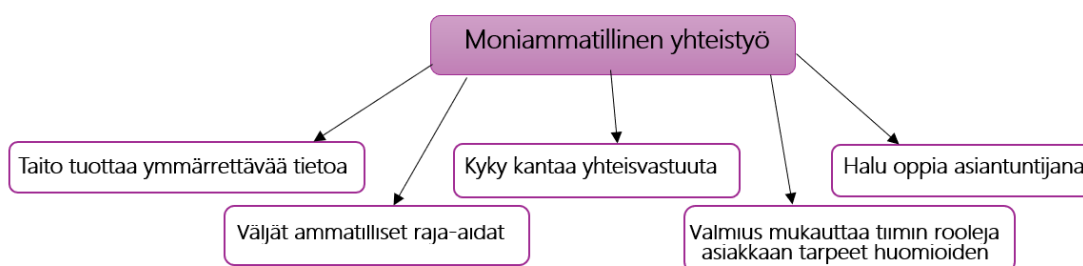 Moniammatillinen yhteistyö
Taito tuottaa ymmärrettävää tietoa
Kyky kantaa yhteisvastuuta
Halu oppia asiantuntijana
Väljät ammatilliset raja-aidat
Valmius mukauttaa tiimin rooleja
asiakkaan tarpeet huomioiden